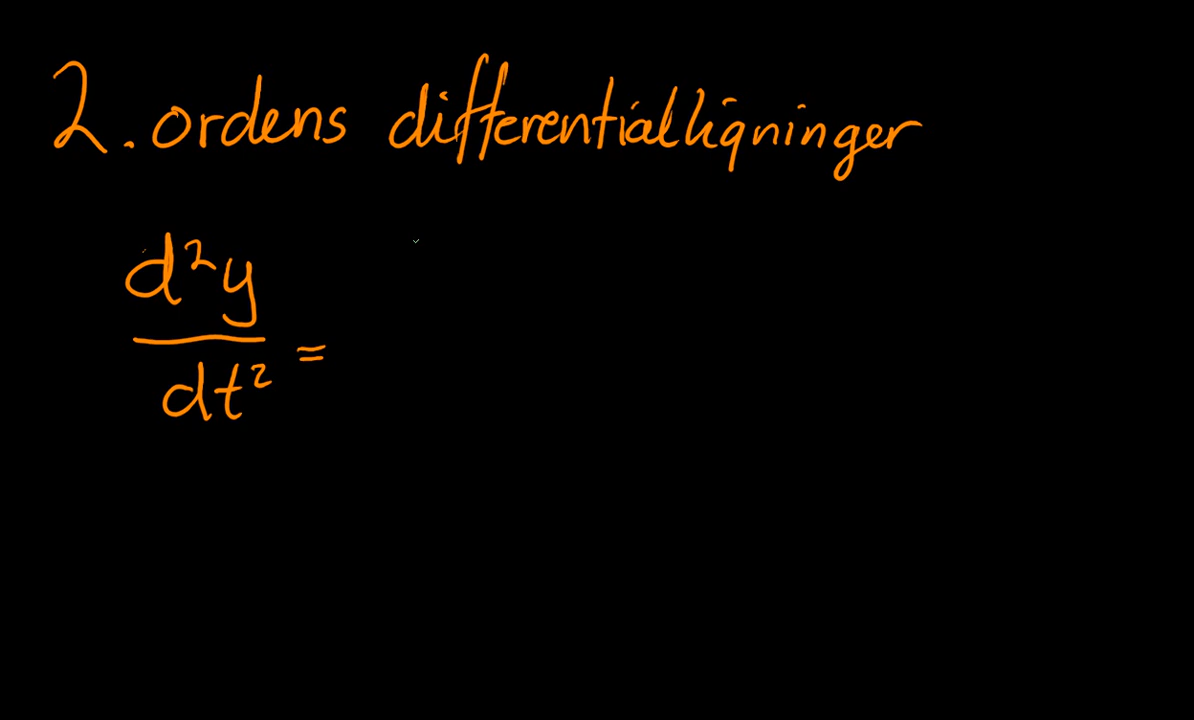 2. ordens differentialligninger
d²y
dt² =